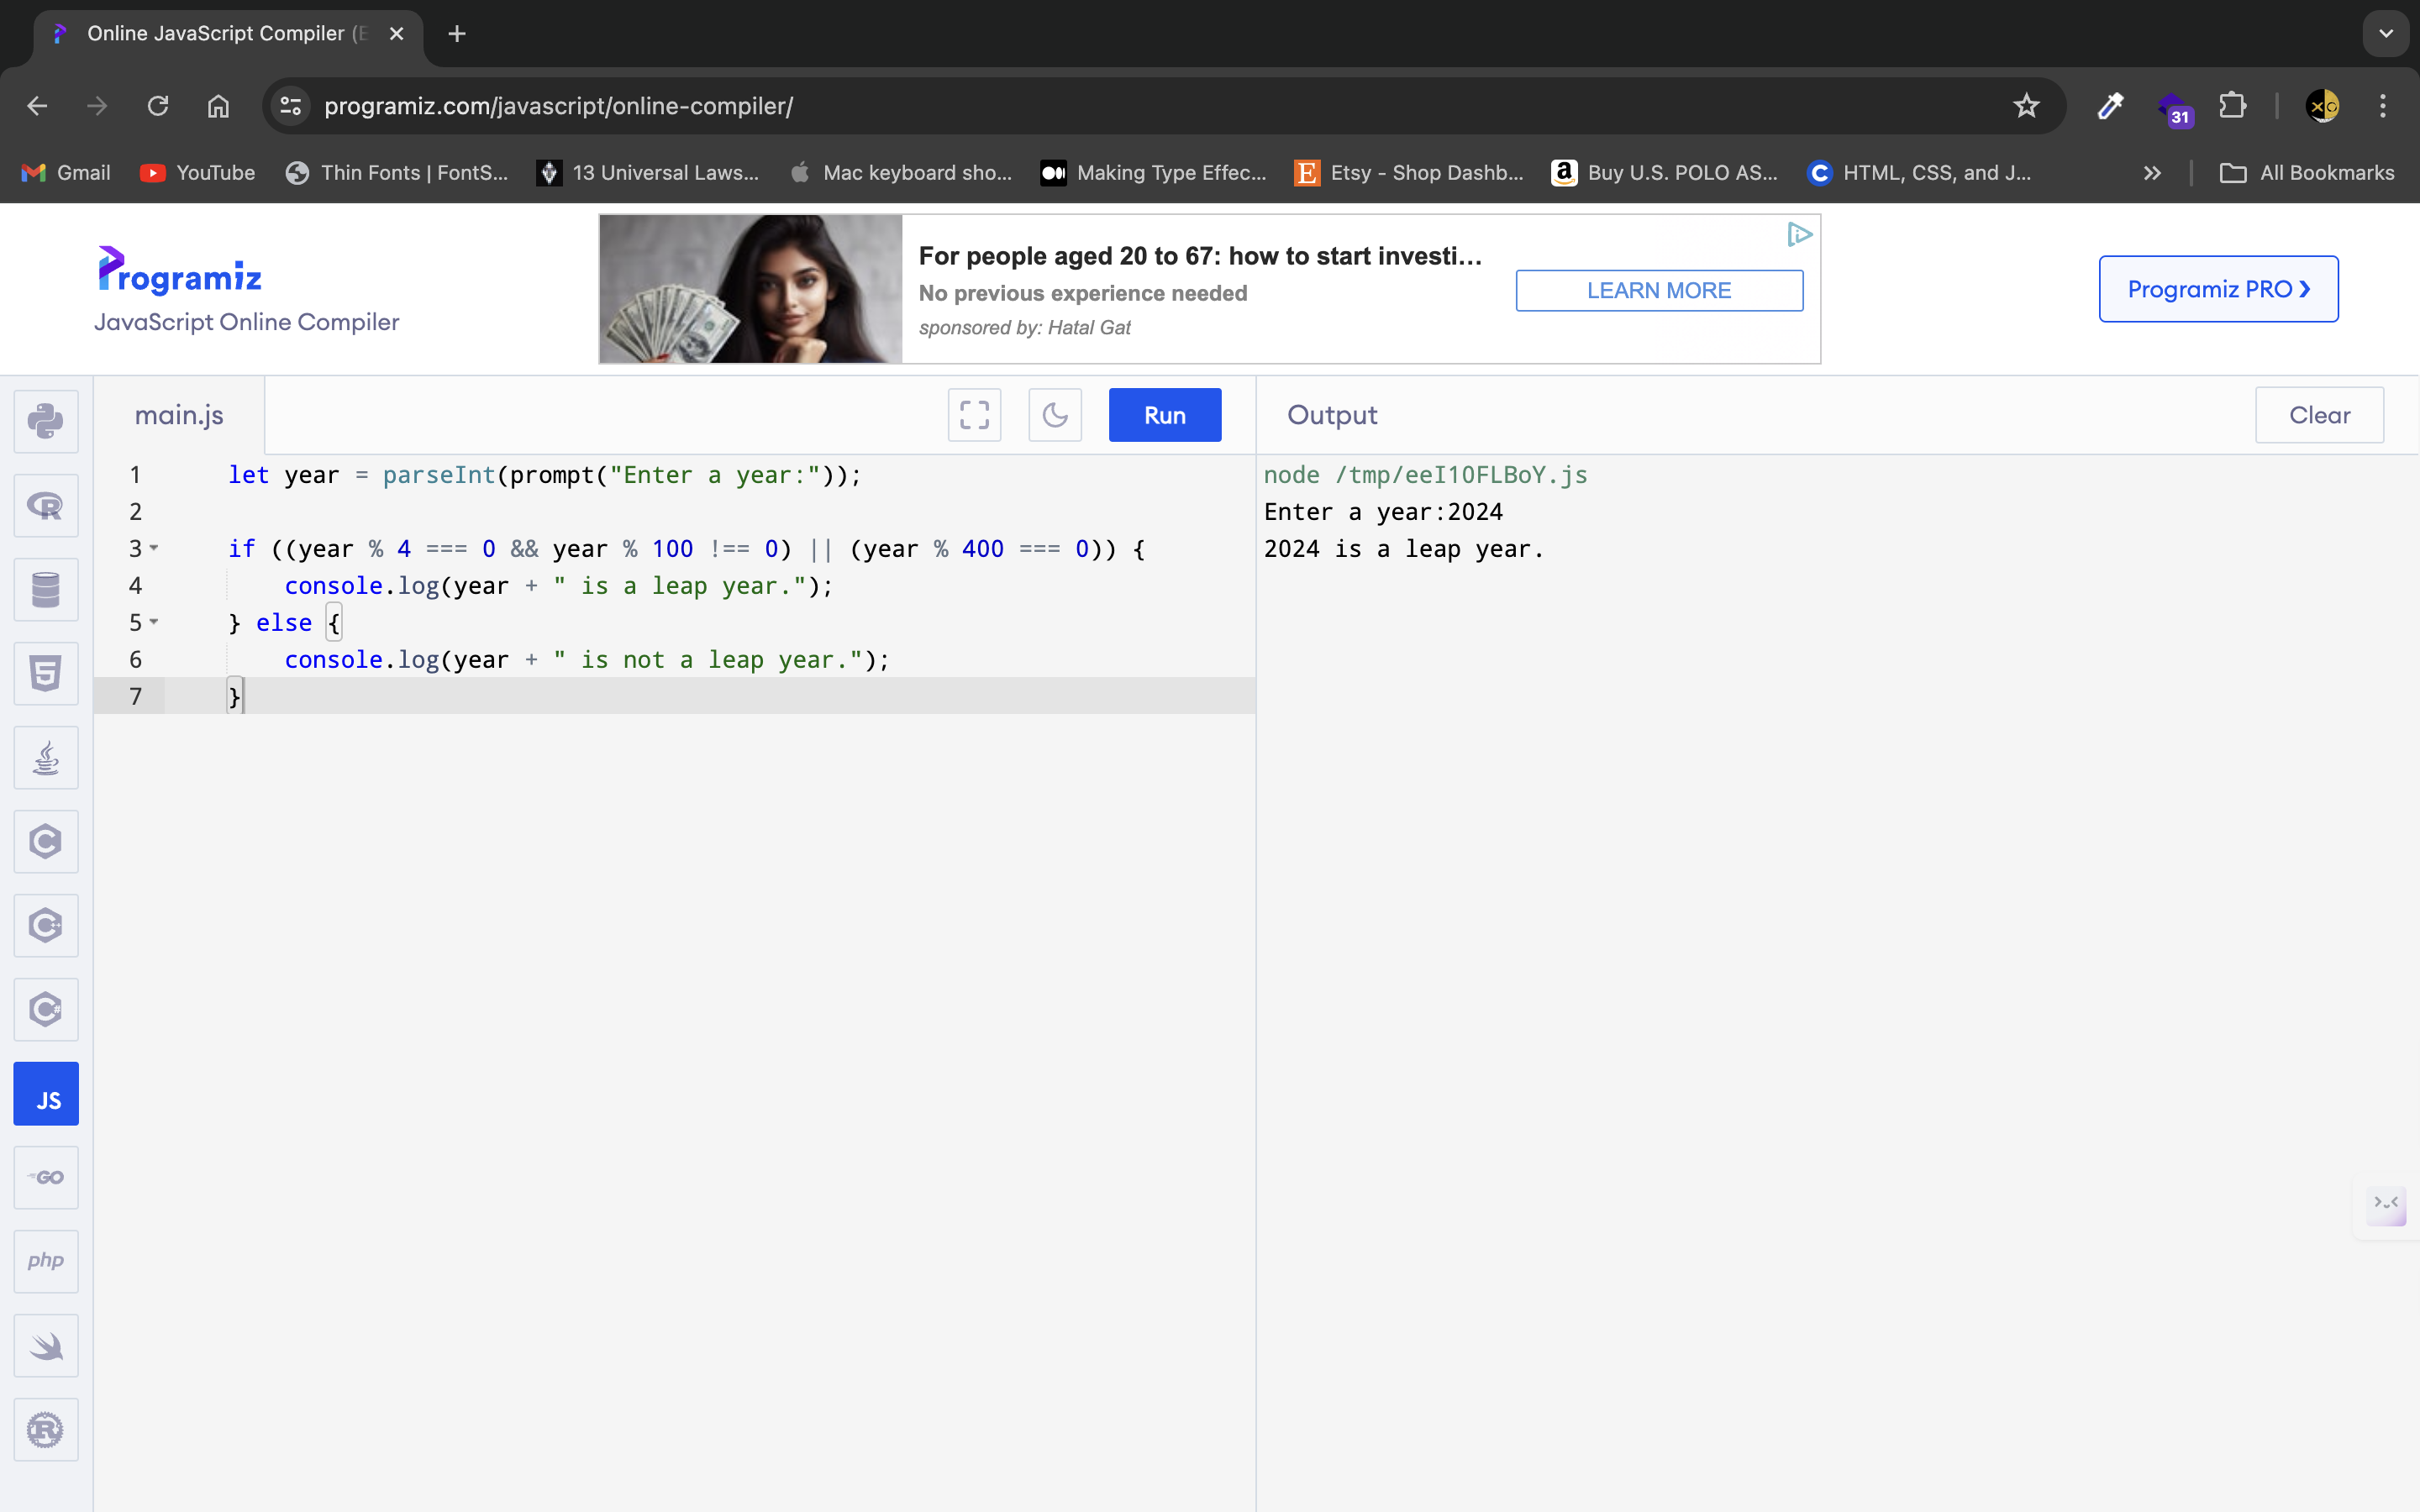 Online JavaScript Compiler (E
programiz.com/javascript/online-compiler/
31
Gmail
YouTube
Thin Fonts | FontS...
13 Universal Laws...
Mac keyboard sho...
Making Type Effec...
Etsy - Shop Dashb...
Buy U.S. POLO AS...
HTML, CSS, and J...
All Bookmarks
Programiz
JavaScript Online Compiler
For people aged 20 to 67: how to start investi...
No previous experience needed
sponsored by: Hatal Gat
LEARN MORE
Programiz PRO ❯
main.js
Run
Output
Clear
1 let year = parseInt(prompt("Enter a year:"));
2
3 if ((year % 4 === 0 && year % 100 !== 0) || (year % 400 === 0)) {
4 console.log(year + " is a leap year.");
5 } else {
6 console.log(year + " is not a leap year.");
7 }
node /tmp/eeI10FLBoY.js
Enter a year:2024
2024 is a leap year.
JS
GO
php